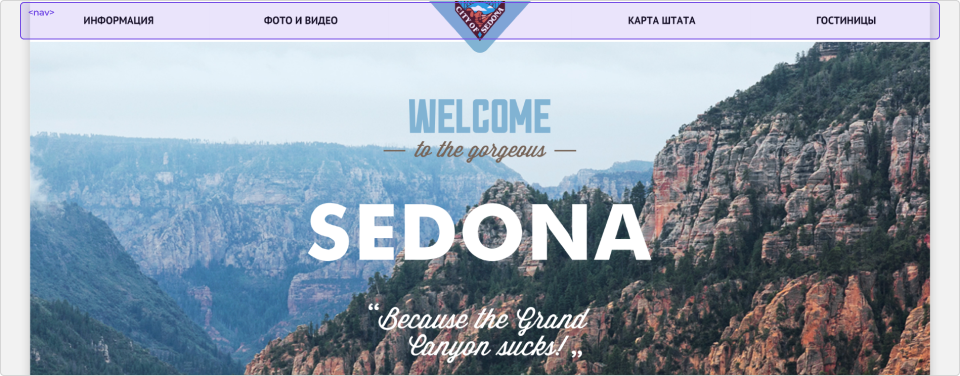 <nav>
ИНФОРМАЦИЯ
ФОТО И ВИДЕО
CITY OF SEDONA
КАРТА ШТАТА
ГОСТИНИЦЫ
WELCOME
to the gorgeous
SEDONA
“Because the Grand
Canyon sucks!„